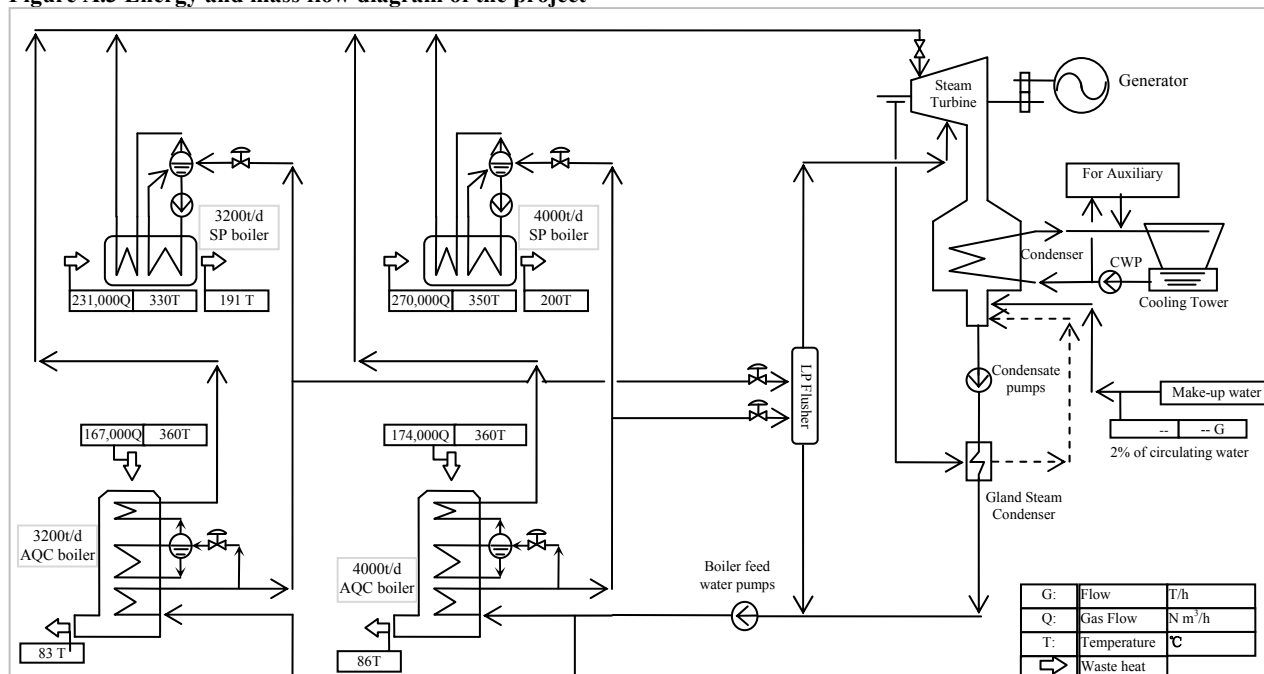 Figure A.3 Energy and mass flow diagram of the project
Steam
Turbine
Generator
For Auxiliary
3200t/d
SP boiler
4000t/d
SP boiler
Condenser
CWP
Cooling Tower
231,000Q 330T 191 T
270,000Q 350T 200T
LP Flusher
Condensate
pumps
Make-up water
-- -- G
2% of circulating water
167,000Q 360T
174,000Q 360T
Gland Steam
Condenser
3200t/d
AQC boiler
4000t/d
AQC boiler
Boiler feed
water pumps
83 T
86T
G: Flow T/h
Q: Gas Flow N m³/h
T: Temperature ℃
Waste heat